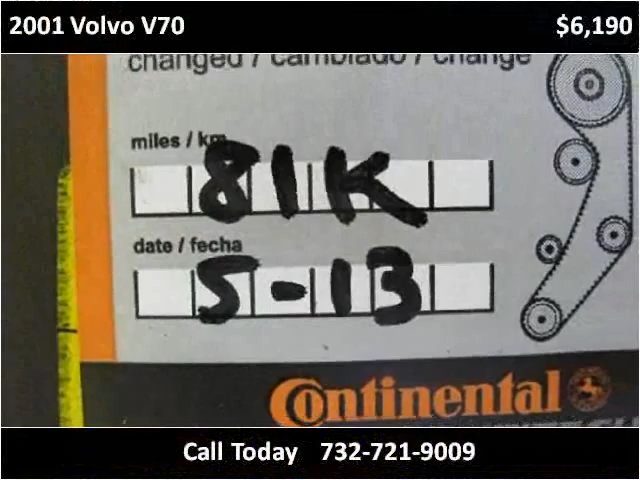 2001 Volvo V70 $6,190
changed / cambiado / change
miles / km
81K
date / fecha
5-13
Continental
Call Today 732-721-9009